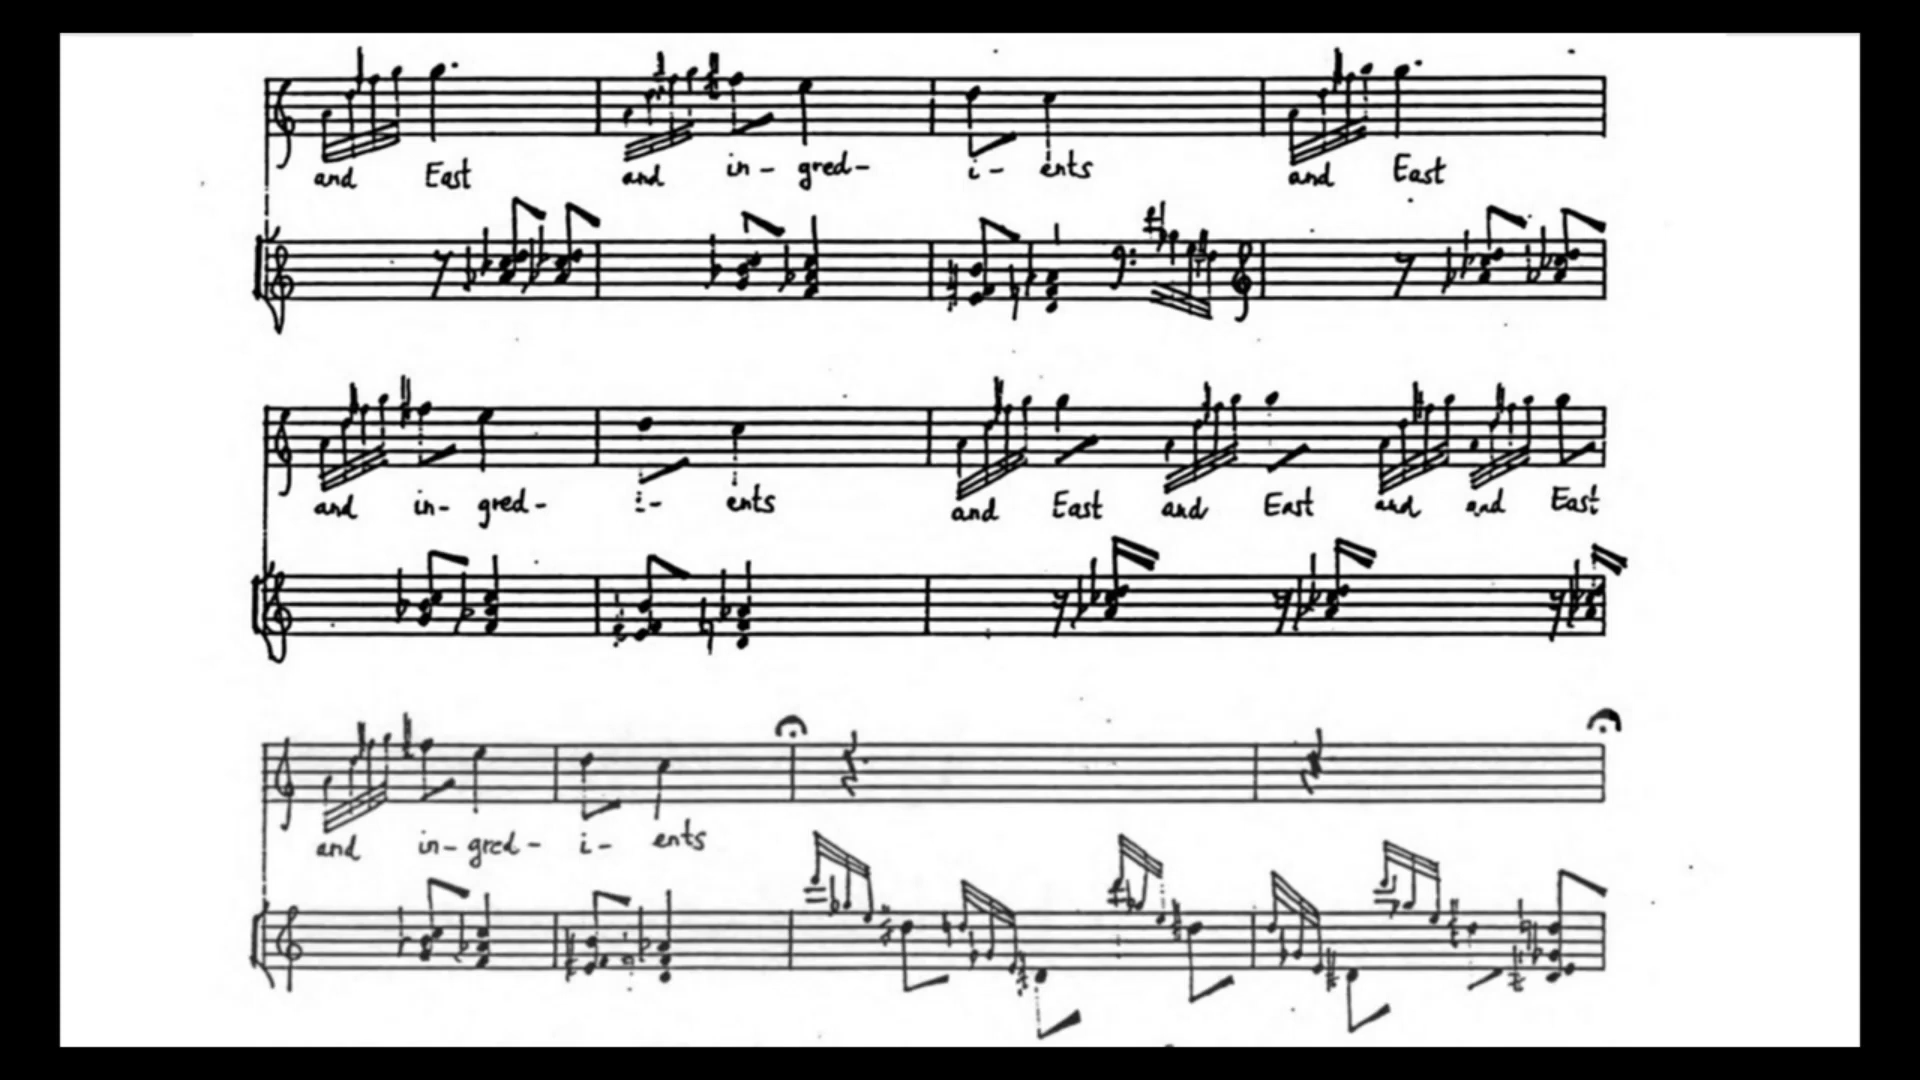 and East and in- gred- i- ents and East
and in- gred- i- ents and East and East and and East
and in- gred- i- ents